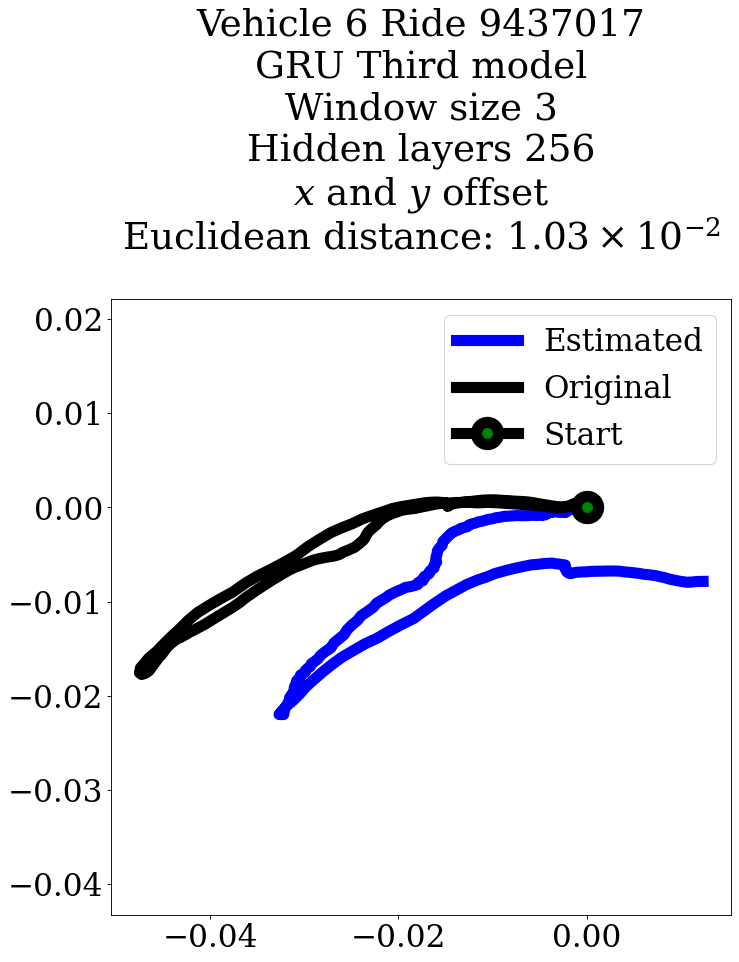 Vehicle 6 Ride 9437017
GRU Third model
Window size 3
Hidden layers 256
x and y offset
Euclidean distance: 1.03 × 10⁻²
Estimated
Original
Start
0.02
0.01
0.00
−0.01
−0.02
−0.03
−0.04
−0.04 −0.02 0.00